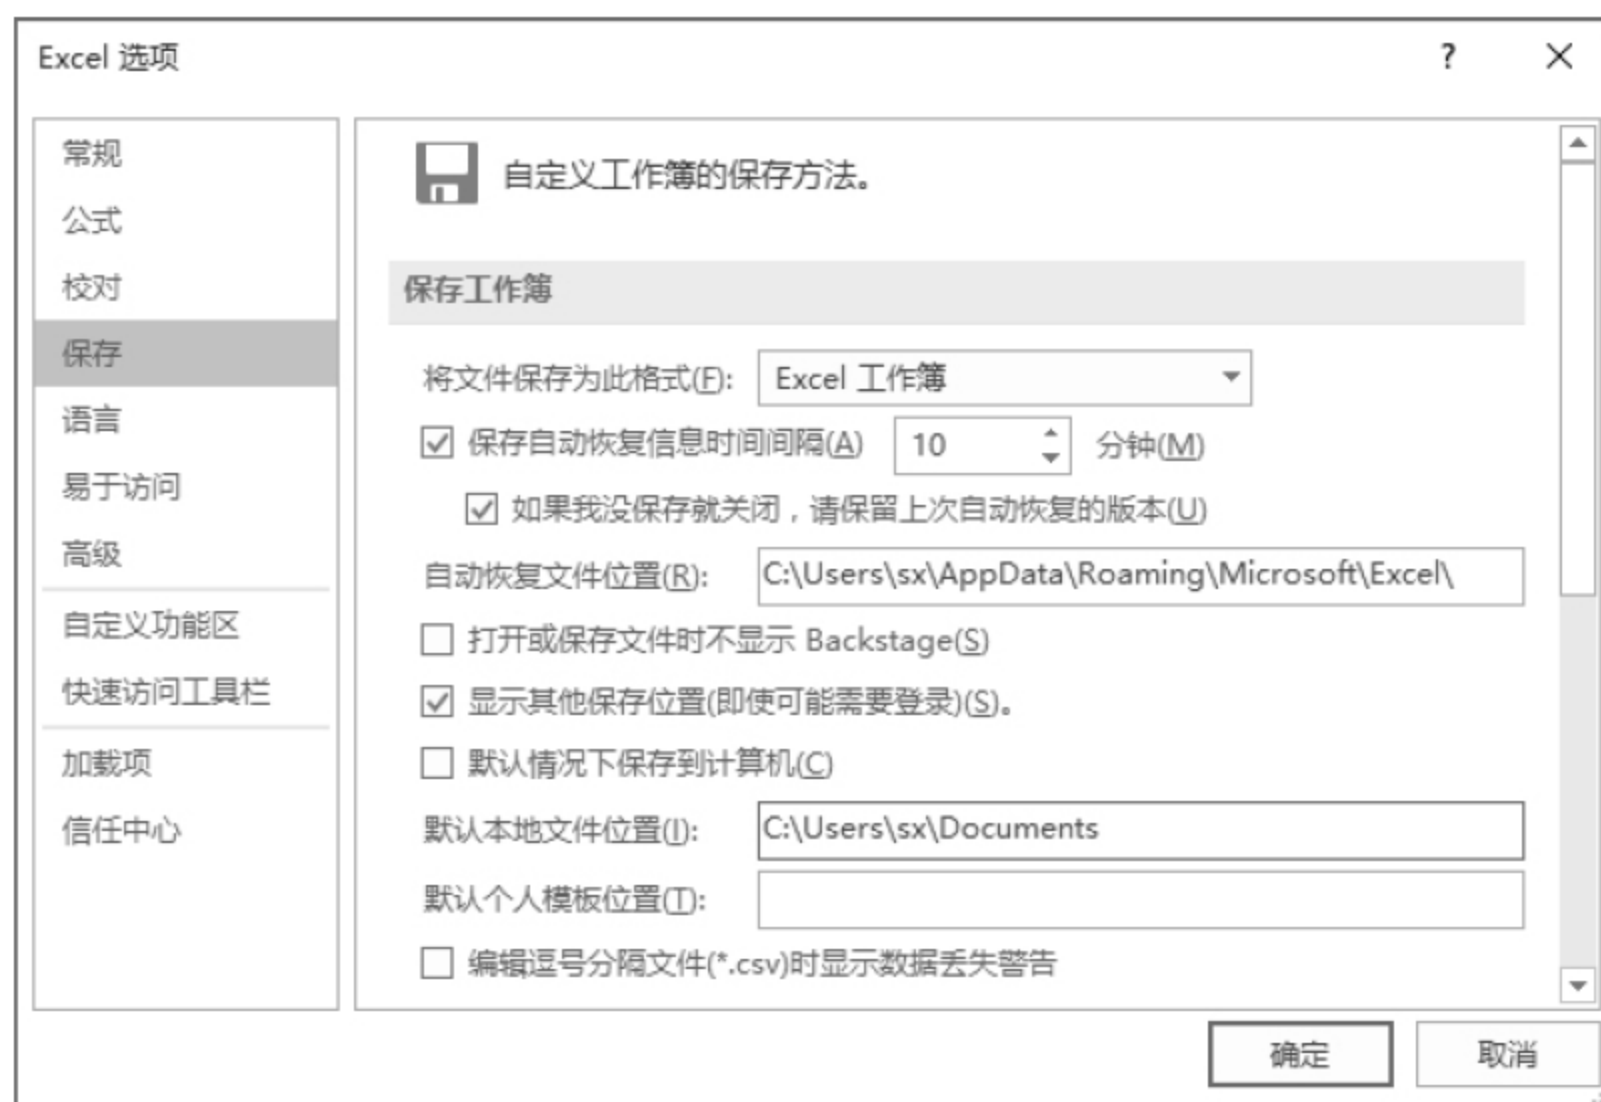 Excel 选项
?
常规
公式
校对
保存
语言
易于访问
高级
自定义功能区
快速访问工具栏
加载项
信任中心
自定义工作簿的保存方法。
保存工作簿
将文件保存为此格式(F): Excel 工作簿
保存自动恢复信息时间间隔(A) 10 分钟(M)
如果我没保存就关闭，请保留上次自动恢复的版本(U)
自动恢复文件位置(R): C:\Users\sx\AppData\Roaming\Microsoft\Excel\
打开或保存文件时不显示 Backstage(S)
显示其他保存位置(即使可能需要登录)(S)。
默认情况下保存到计算机(C)
默认本地文件位置(I): C:\Users\sx\Documents
默认个人模板位置(T):
编辑逗号分隔文件(*.csv)时显示数据丢失警告
确定 取消